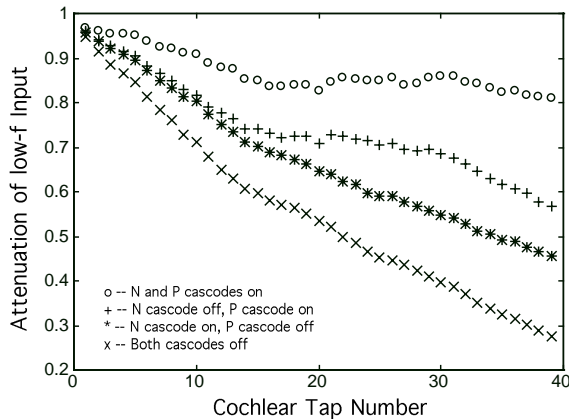 1
0.9
0.8
0.7
0.6
0.5
0.4
0.3
0.2
Attenuation of low-f Input
o -- N and P cascodes on
+ -- N cascode off, P cascode on
* -- N cascode on, P cascode off
x -- Both cascodes off
0 10 20 30 40
Cochlear Tap Number